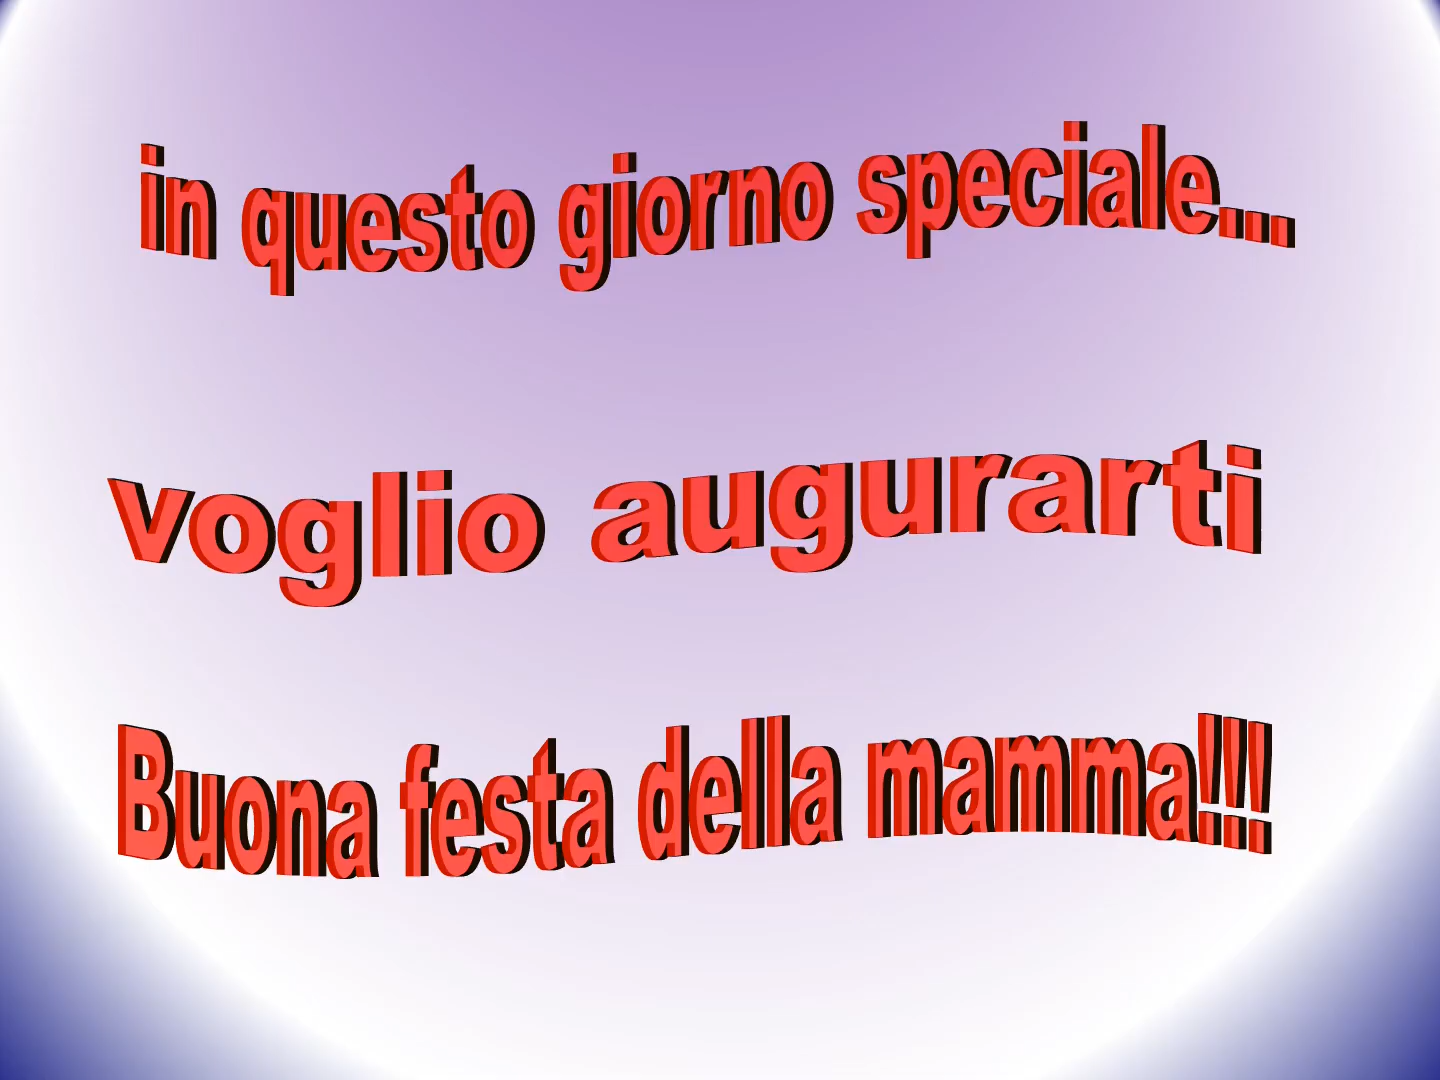 in questo giorno speciale...
voglio augurarti
Buona festa della mamma!!!